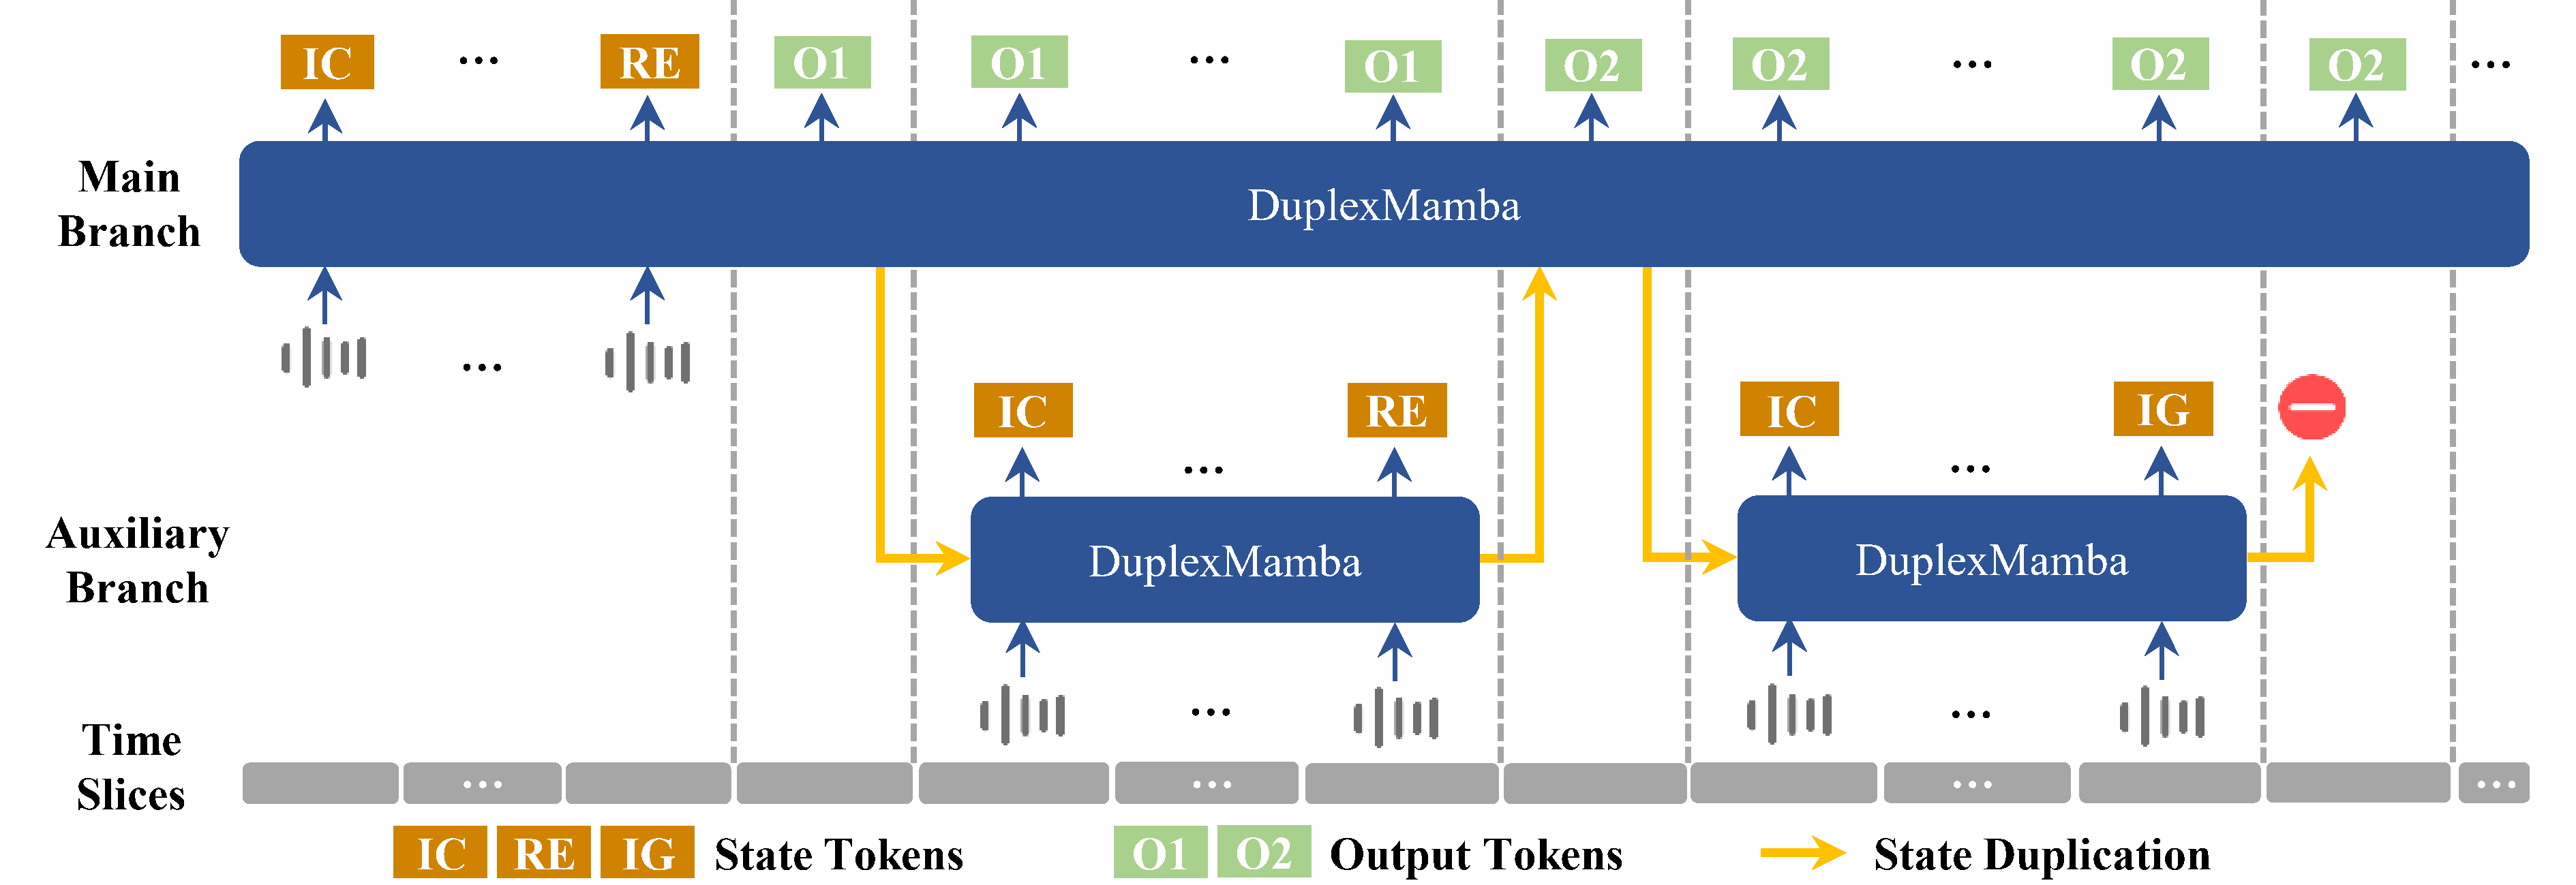 IC ... RE O1 O1 ... O1 O2 O2 ... O2 O2 ...
Main
Branch
DuplexMamba
...
IC ... RE IC ... IG
Auxiliary
Branch
DuplexMamba DuplexMamba
... ...
Time
Slices
... ... ... ...
IC RE IG State Tokens O1 O2 Output Tokens State Duplication